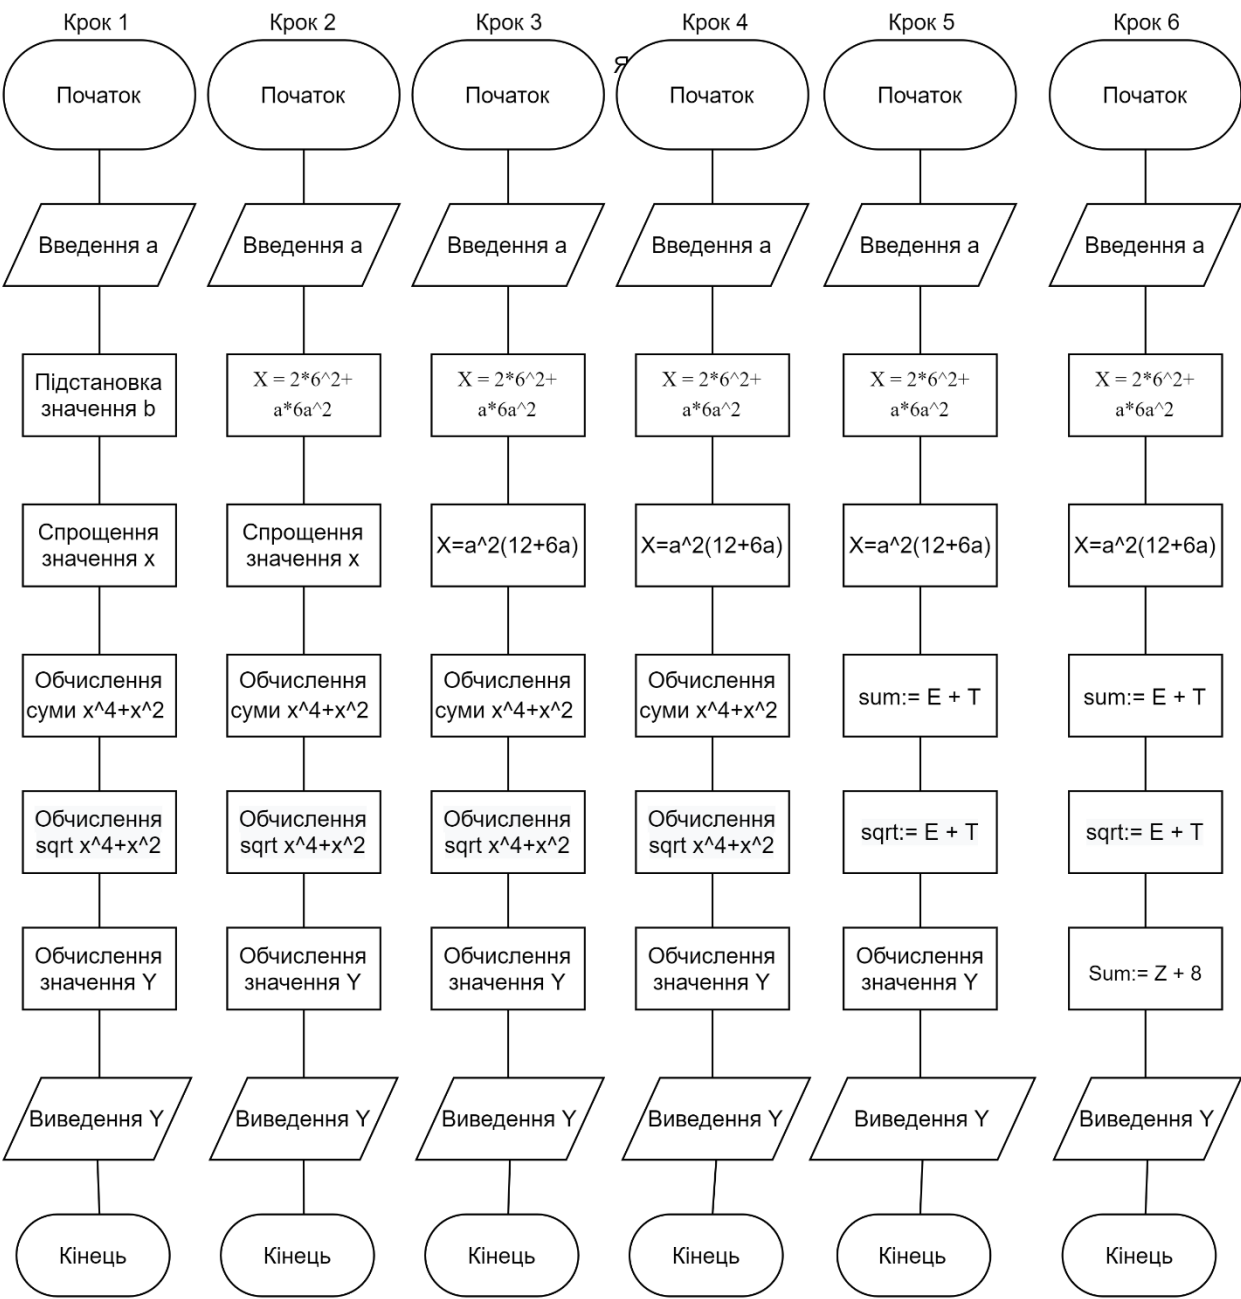 Крок 1
Початок
Введення a
Підстановка
значення b
Спрощення
значення x
Обчислення
суми x^4+x^2
Обчислення
sqrt x^4+x^2
Обчислення
значення Y
Виведення Y
Кінець
Крок 2
Початок
Введення a
X = 2*6^2+
a*6a^2
Спрощення
значення x
Обчислення
суми x^4+x^2
Обчислення
sqrt x^4+x^2
Обчислення
значення Y
Виведення Y
Кінець
Крок 3
Початок
Введення a
X = 2*6^2+
a*6a^2
X=a^2(12+6a)
Обчислення
суми x^4+x^2
Обчислення
sqrt x^4+x^2
Обчислення
значення Y
Виведення Y
Кінець
Я
Крок 4
Початок
Введення a
X = 2*6^2+
a*6a^2
X=a^2(12+6a)
Обчислення
суми x^4+x^2
Обчислення
sqrt x^4+x^2
Обчислення
значення Y
Виведення Y
Кінець
Крок 5
Початок
Введення a
X = 2*6^2+
a*6a^2
X=a^2(12+6a)
sum:= E + T
sqrt:= E + T
Обчислення
значення Y
Виведення Y
Кінець
Крок 6
Початок
Введення a
X = 2*6^2+
a*6a^2
X=a^2(12+6a)
sum:= E + T
sqrt:= E + T
Sum:= Z + 8
Виведення Y
Кінець